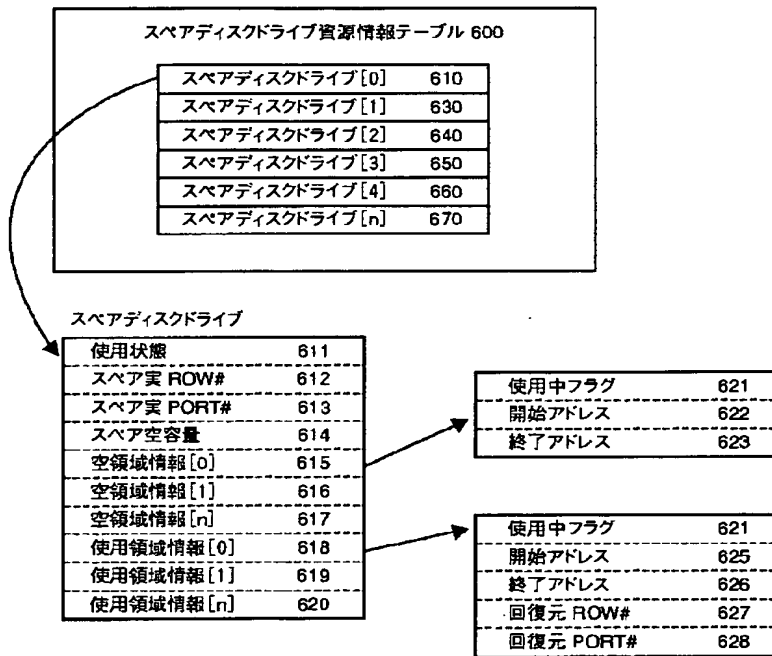 スペアディスクドライブ資源情報テーブル 600
スペアディスクドライブ[0] 610
スペアディスクドライブ[1] 630
スペアディスクドライブ[2] 640
スペアディスクドライブ[3] 650
スペアディスクドライブ[4] 660
スペアディスクドライブ[n] 670
スペアディスクドライブ
使用状態 611
スペア実 ROW# 612
スペア実 PORT# 613
スペア空容量 614
空領域情報[0] 615
空領域情報[1] 616
空領域情報[n] 617
使用領域情報[0] 618
使用領域情報[1] 619
使用領域情報[n] 620
使用中フラグ 621
開始アドレス 622
終了アドレス 623
使用中フラグ 621
開始アドレス 625
終了アドレス 626
回復元 ROW# 627
回復元 PORT# 628